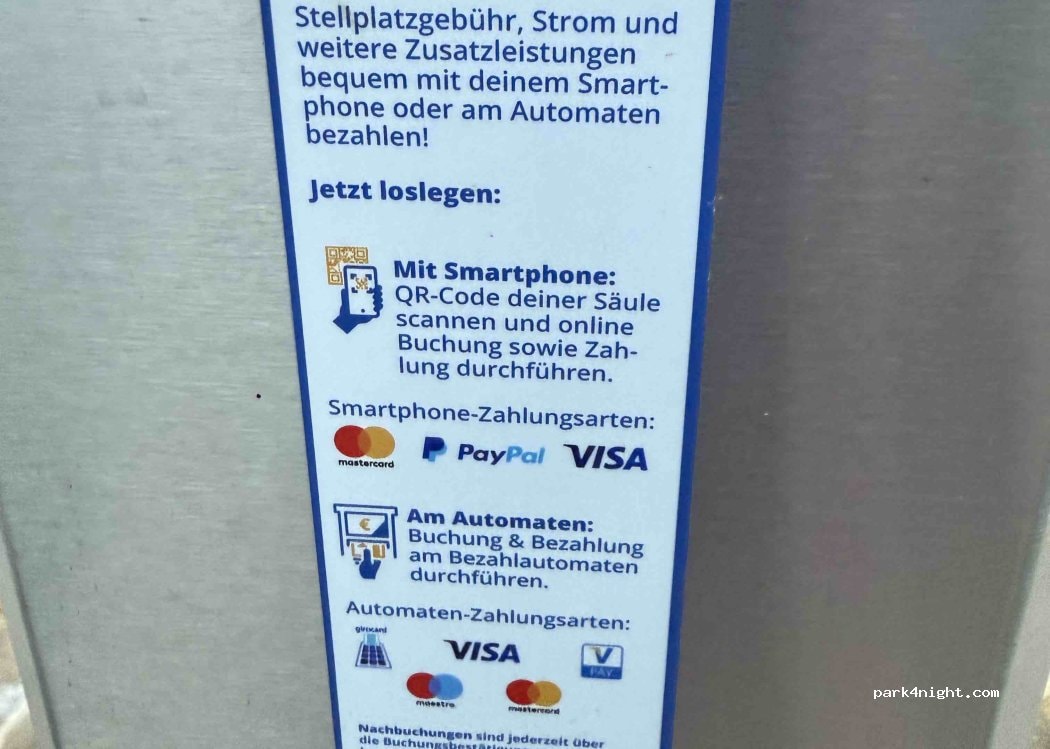 Stellplatzgebühr, Strom und
weitere Zusatzleistungen
bequem mit deinem Smart-
phone oder am Automaten
bezahlen!
Jetzt loslegen:
Mit Smartphone:
QR-Code deiner Säule
scannen und online
Buchung sowie Zah-
lung durchführen.
Smartphone-Zahlungsarten:
mastercard PayPal VISA
Am Automaten:
Buchung & Bezahlung
am Bezahlautomaten
durchführen.
Automaten-Zahlungsarten:
girocard VISA V PAY
maestro mastercard
Nachbuchungen sind jederzeit über
park4night.com